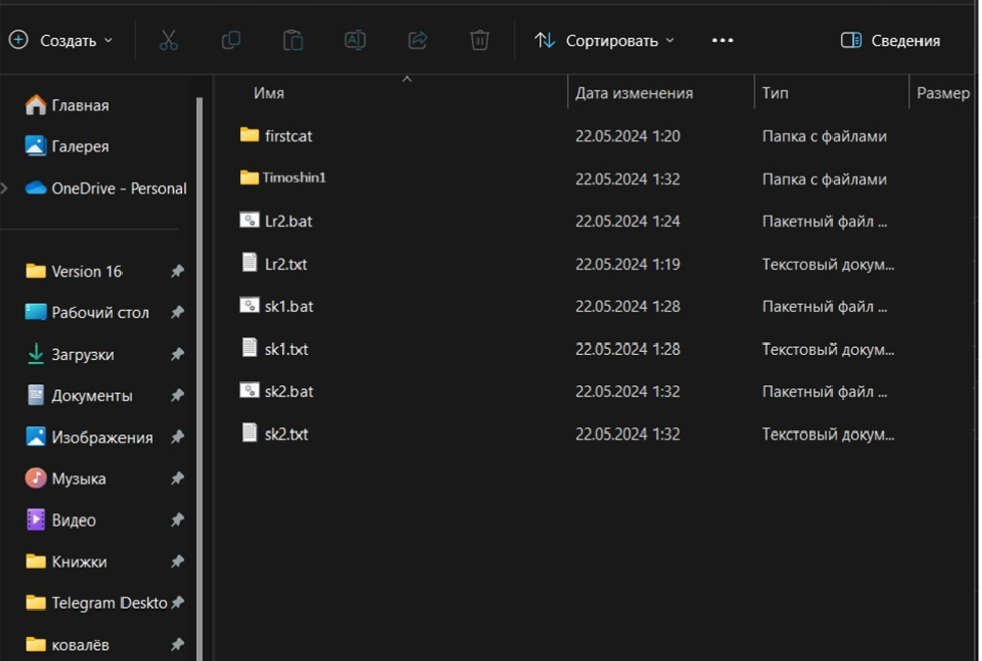 Создать Сортировать ••• Сведения
Имя Дата изменения Тип Размер
Главная
Галерея
OneDrive - Personal
Version 16
Рабочий стол
Загрузки
Документы
Изображения
Музыка
Видео
Книжки
Telegram Deskto
ковалёв
firstcat 22.05.2024 1:20 Папка с файлами
Timoshin1 22.05.2024 1:32 Папка с файлами
Lr2.bat 22.05.2024 1:24 Пакетный файл ...
Lr2.txt 22.05.2024 1:19 Текстовый докум...
sk1.bat 22.05.2024 1:28 Пакетный файл ...
sk1.txt 22.05.2024 1:28 Текстовый докум...
sk2.bat 22.05.2024 1:32 Пакетный файл ...
sk2.txt 22.05.2024 1:32 Текстовый докум...